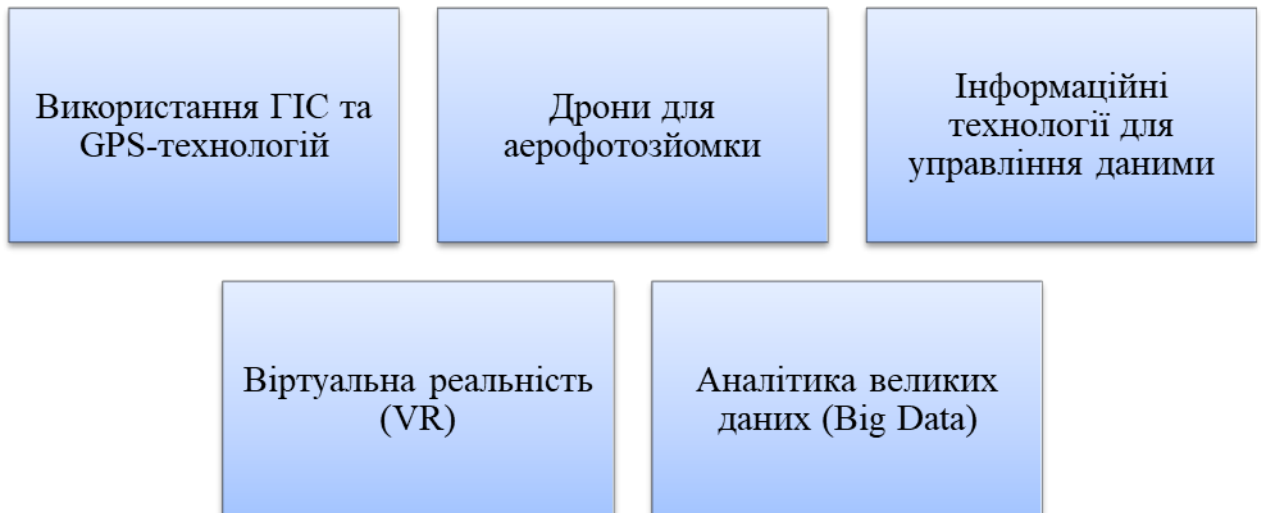 Використання ГІС та
GPS-технологій
Дрони для
аерофотозйомки
Інформаційні
технології для
управління даними
Віртуальна реальність
(VR)
Аналітика великих
даних (Big Data)